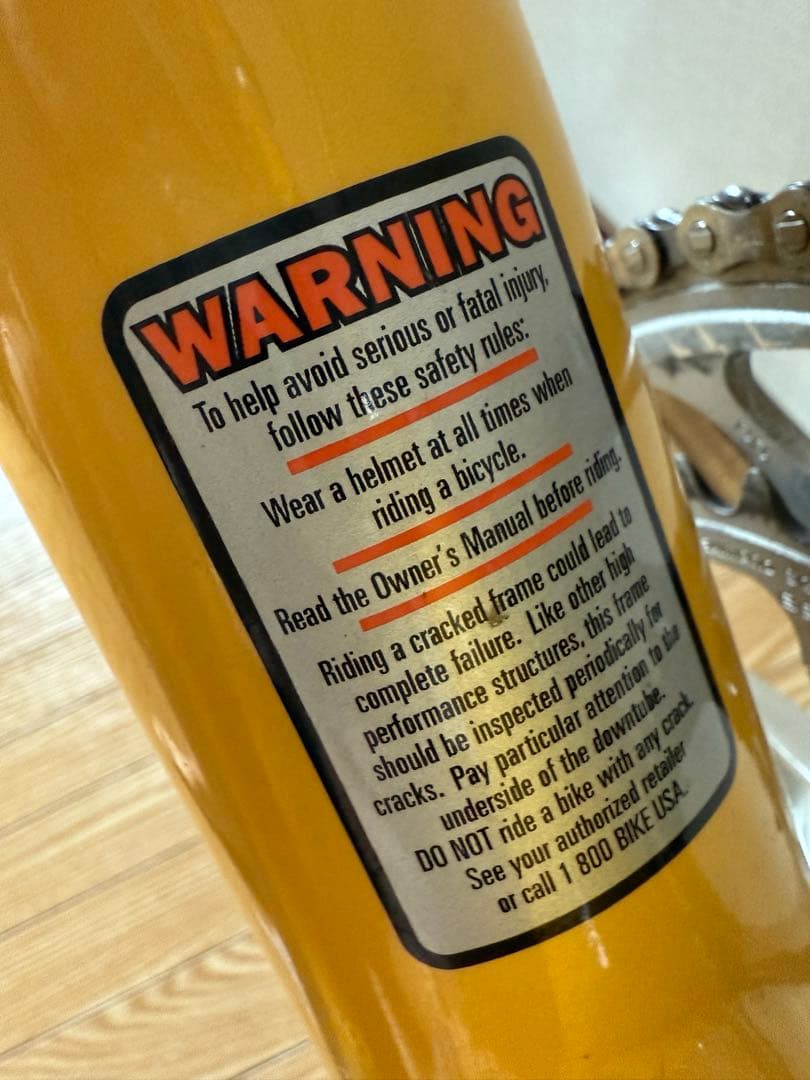 WARNING
To help avoid serious or fatal injury,
follow these safety rules:
Wear a helmet at all times when
riding a bicycle.
Read the Owner's Manual before riding.
Riding a cracked frame could lead to
complete failure. Like other high
performance structures, this frame
should be inspected periodically for
cracks. Pay particular attention to the
underside of the downtube.
DO NOT ride a bike with any crack.
See your authorized retailer
or call 1 800 BIKE USA.